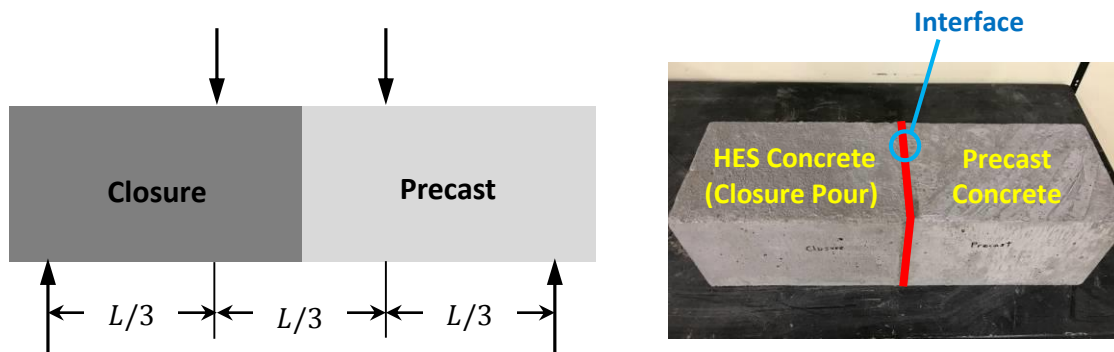 Closure
Precast
L/3
L/3
L/3
Interface
HES Concrete
(Closure Pour)
Precast
Concrete
Closure
Precast